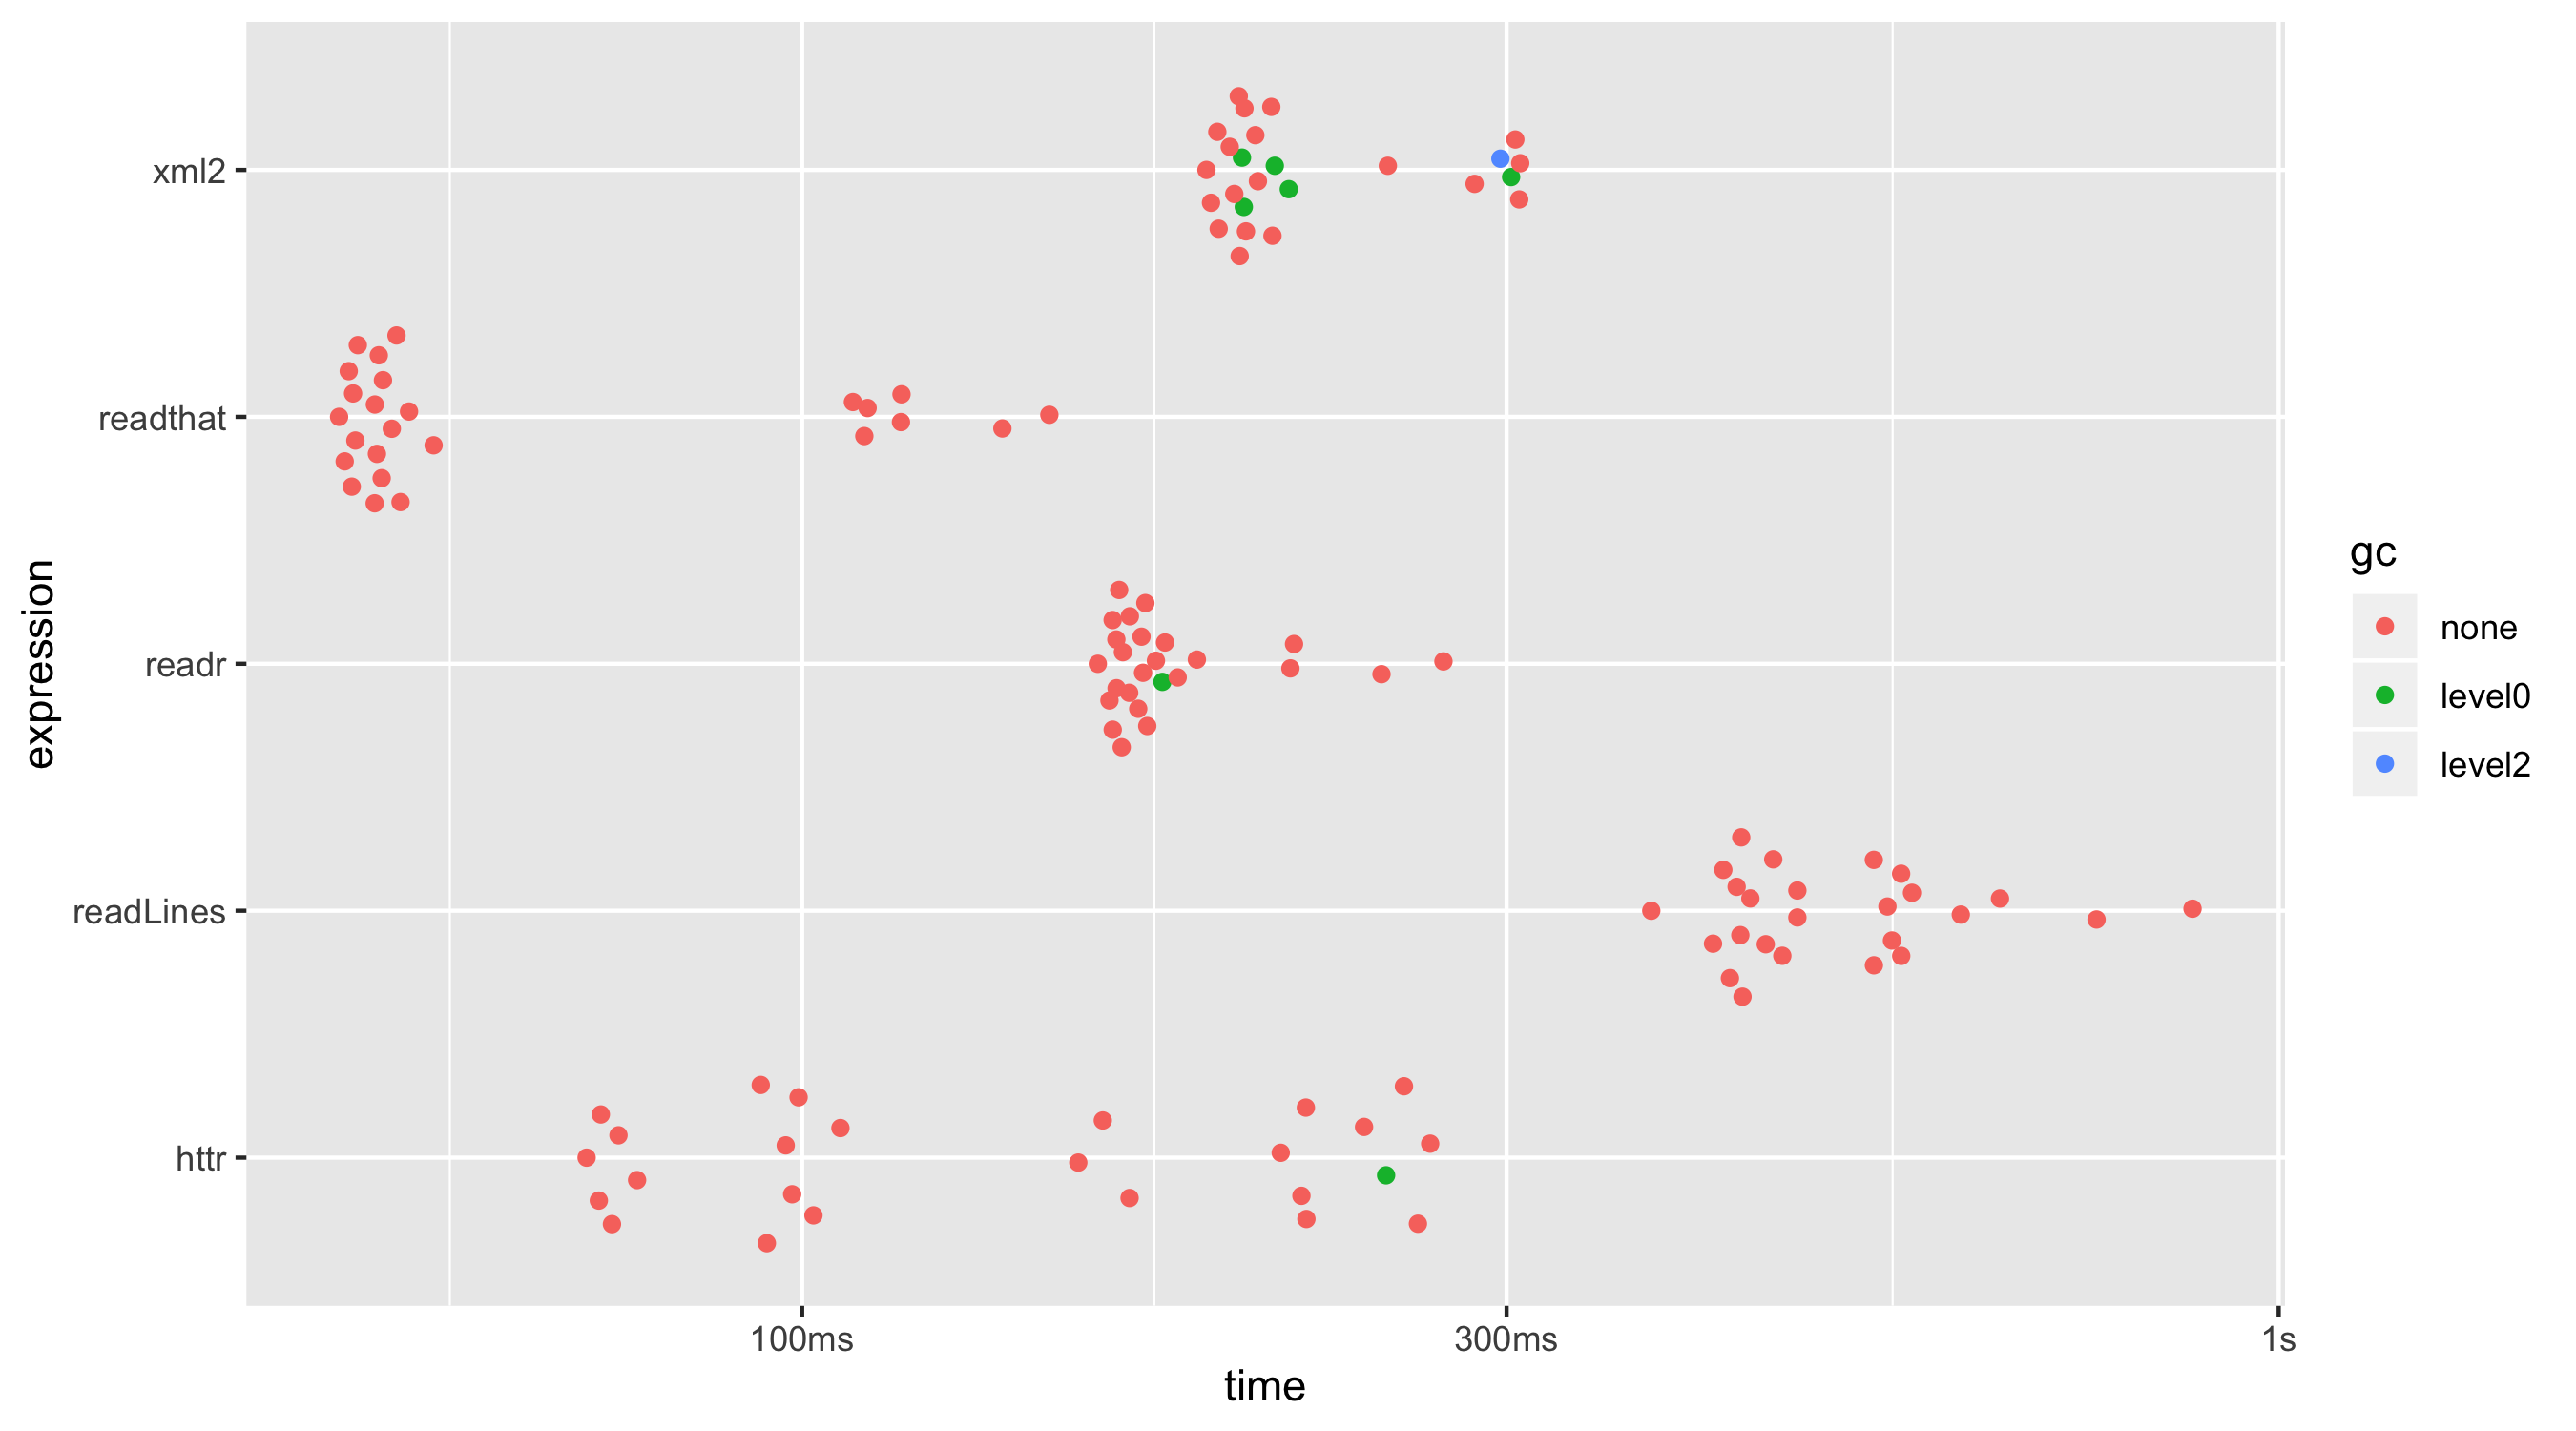 expression
xml2
readthat
readr
readLines
httr
100ms
300ms
1s
time
gc
none
level0
level2